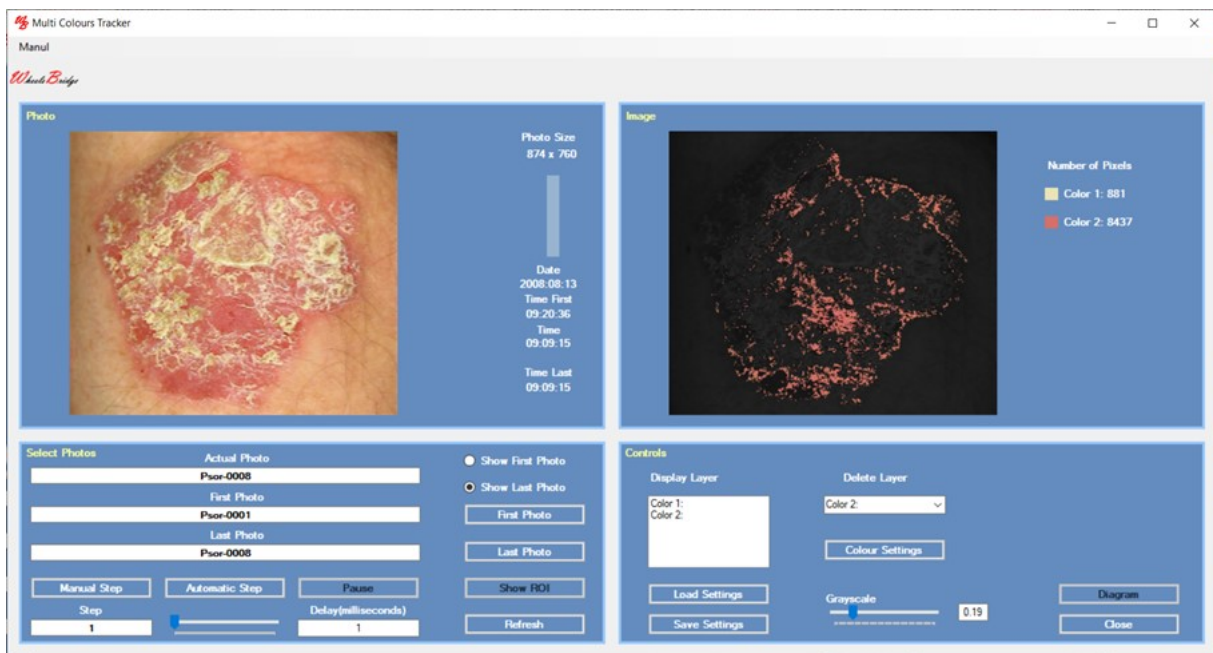 Multi Colours Tracker
Manul
WheelsBridge
Photo
Photo Size
874 x 760
Date
2008:08:13
Time First
09:20:36
Time
09:09:15
Time Last
09:09:15
Image
Number of Pixels
Color 1: 881
Color 2: 8437
Select Photos
Actual Photo
Psor-0008
First Photo
Psor-0001
Last Photo
Psor-0008
Show First Photo
Show Last Photo
First Photo
Last Photo
Manual Step
Automatic Step
Pause
Show ROI
Step
1
Delay(milliseconds)
1
Refresh
Controls
Display Layer
Color 1:
Color 2:
Delete Layer
Color 2:
Colour Settings
Load Settings
Save Settings
Grayscale
0.19
Diagram
Close